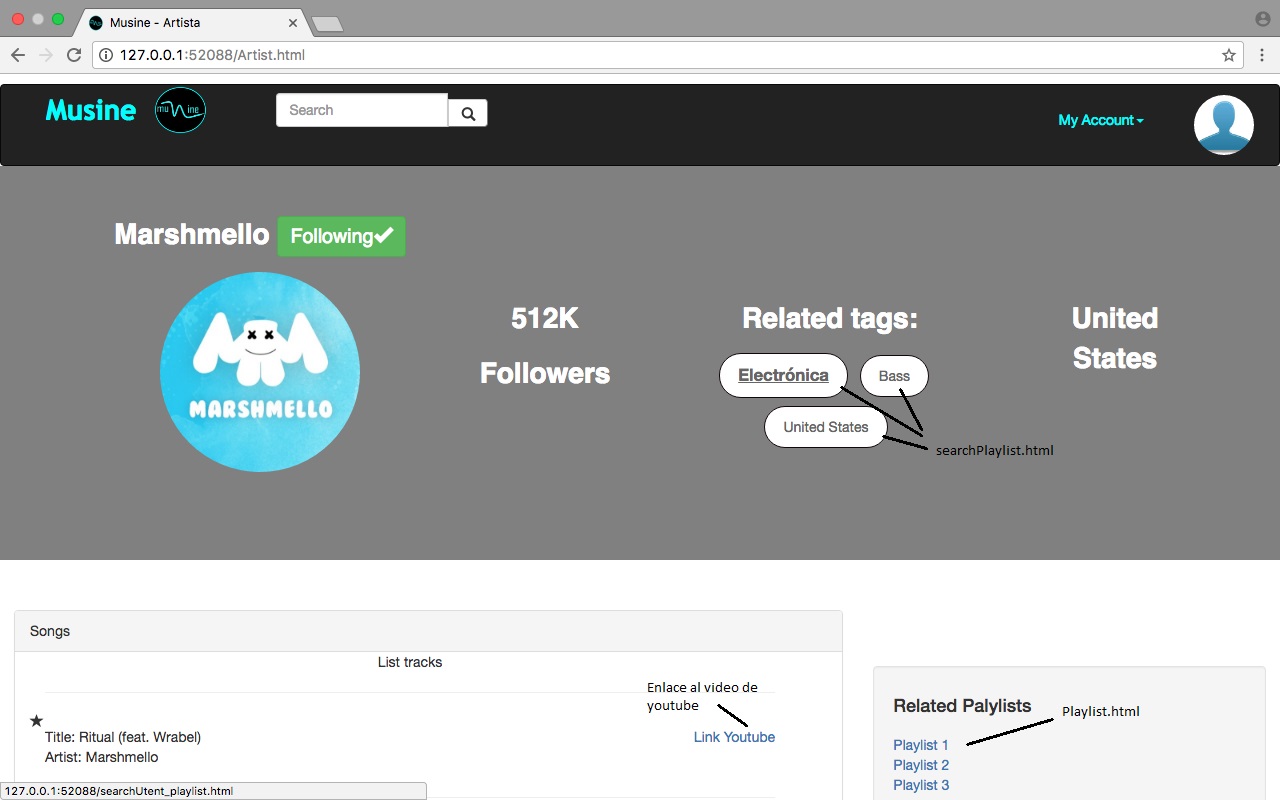 Musine - Artista
127.0.0.1:52088/Artist.html
Musine
mu ine
Search
My Account
Marshmello
Following
MARSHMELLO
512K
Followers
Related tags:
Electrónica
Bass
United States
United
States
searchPlaylist.html
Songs
List tracks
Enlace al video de
youtube
Title: Ritual (feat. Wrabel)
Artist: Marshmello
Link Youtube
Related Palylists
Playlist.html
Playlist 1
Playlist 2
Playlist 3
127.0.0.1:52088/searchUtent_playlist.html